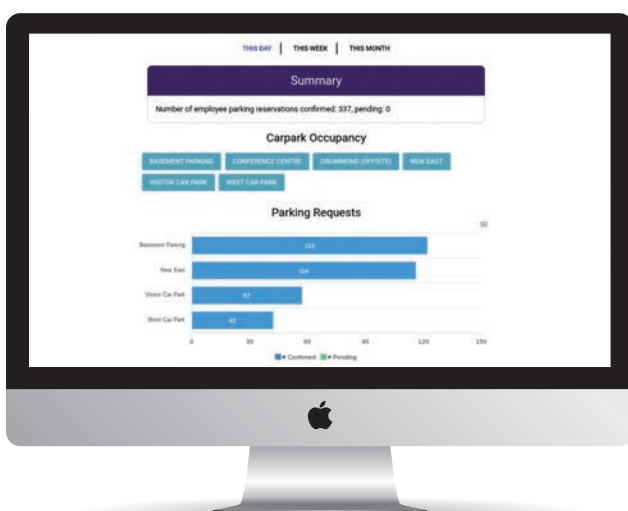 THIS DAY | THIS WEEK | THIS MONTH
Summary
Number of employee parking reservations confirmed: 337, pending: 0
Carpark Occupancy
BASEMENT PARKING CONFERENCE CENTRE DRUMMOND (OFFSITE) NEW EAST
VISITOR CAR PARK WEST CAR PARK
Parking Requests
Basement Parking 122
New East 116
Visitor Car Park 57
West Car Park 42
0 30 60 90 120 150
# Confirmed # Pending